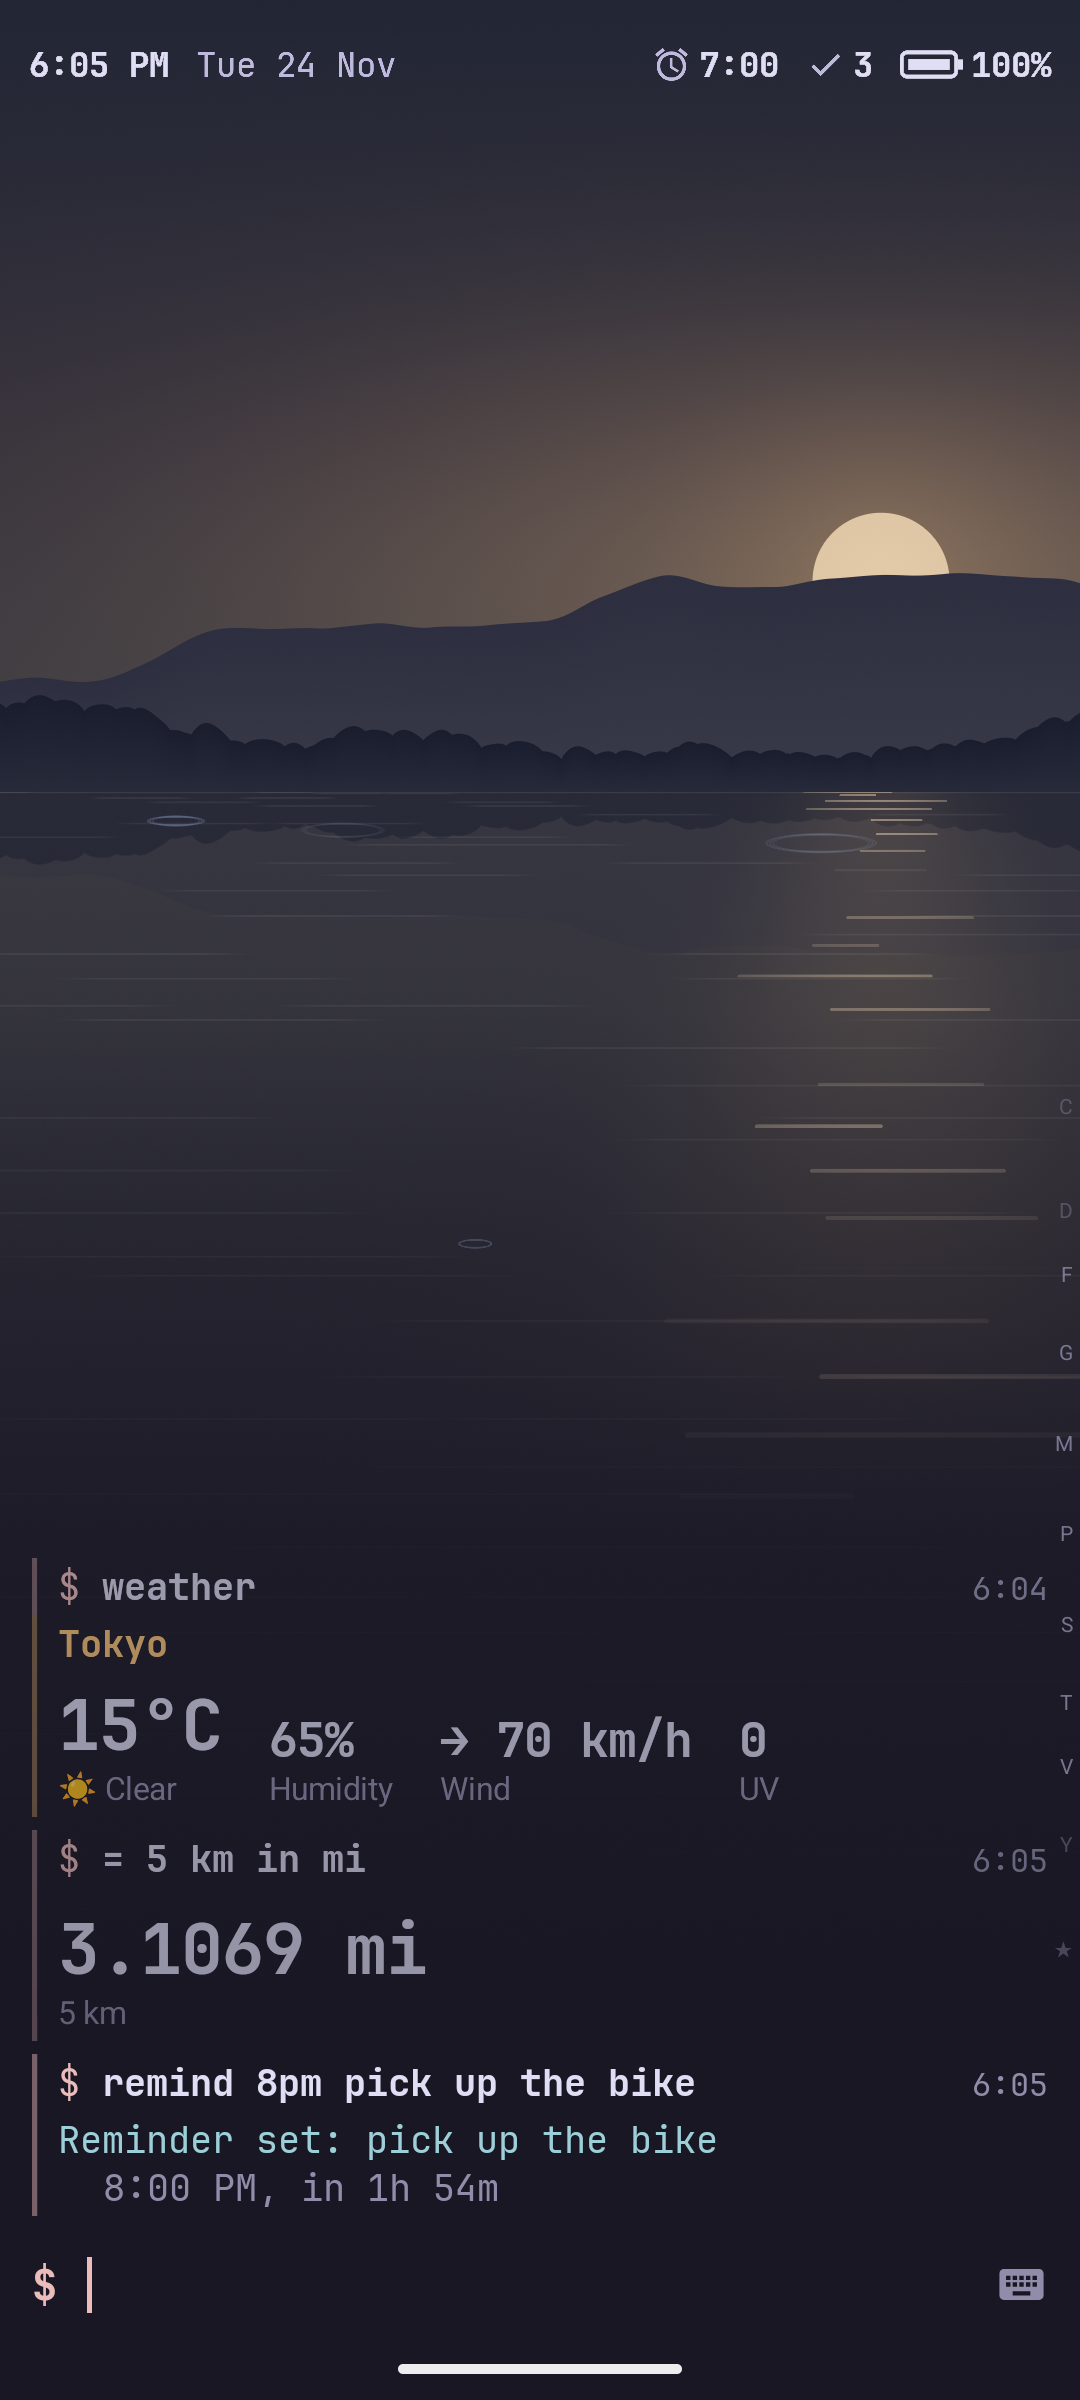 6:05 PM Tue 24 Nov 7:00 3 100%
C
D
F
G
M
P
$ weather 6:04
S
Tokyo
T
15°C 65% → 70 km/h 0
V
☀️ Clear Humidity Wind UV
Y
$ = 5 km in mi 6:05
3.1069 mi
★
5 km
$ remind 8pm pick up the bike 6:05
Reminder set: pick up the bike
8:00 PM, in 1h 54m
$